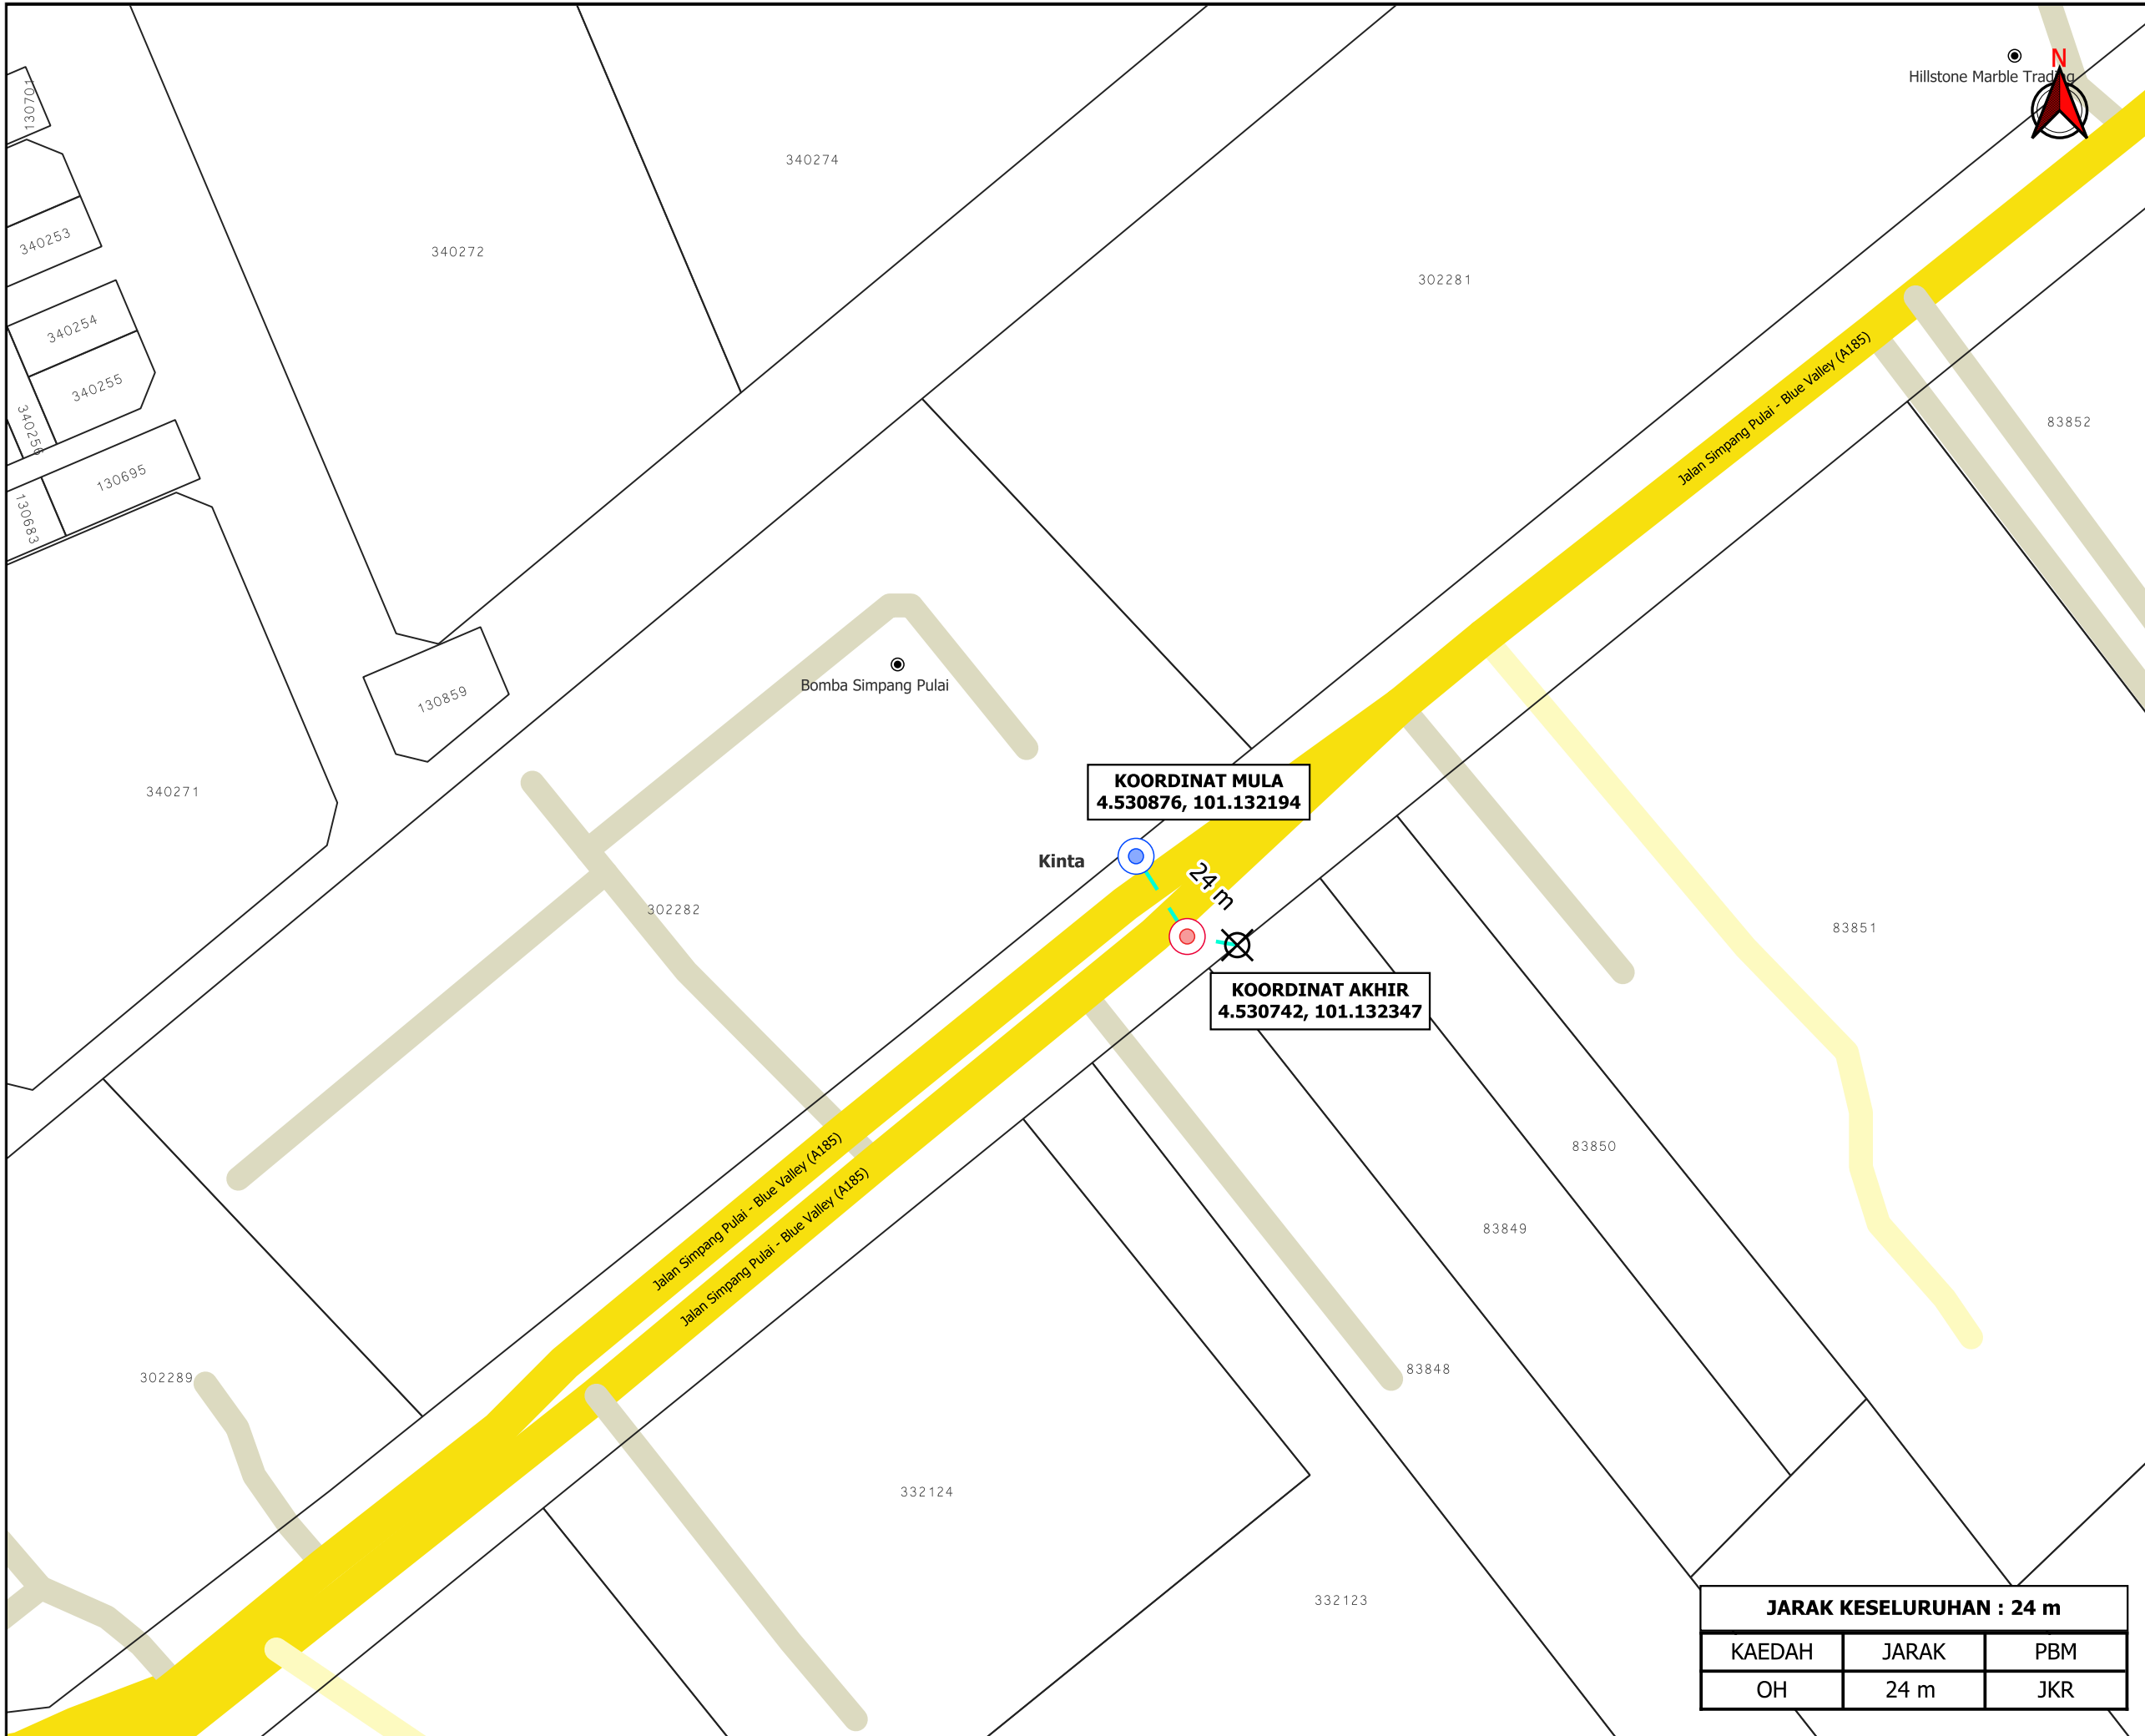 N
Hillstone Marble Trading
130701
340274
340253
340272
302281
340254
Jalan Simpang Pulai - Blue Valley (A185)
340255
83852
340256
130695
130683
Bomba Simpang Pulai
130859
KOORDINAT MULA
4.530876, 101.132194
340271
Kinta
24 m
302282
83851
KOORDINAT AKHIR
4.530742, 101.132347
Jalan Simpang Pulai - Blue Valley (A185)
Jalan Simpang Pulai - Blue Valley (A185)
83850
83849
83848
302289
332124
332123
JARAK KESELURUHAN : 24 m
KAEDAH JARAK PBM
OH 24 m JKR